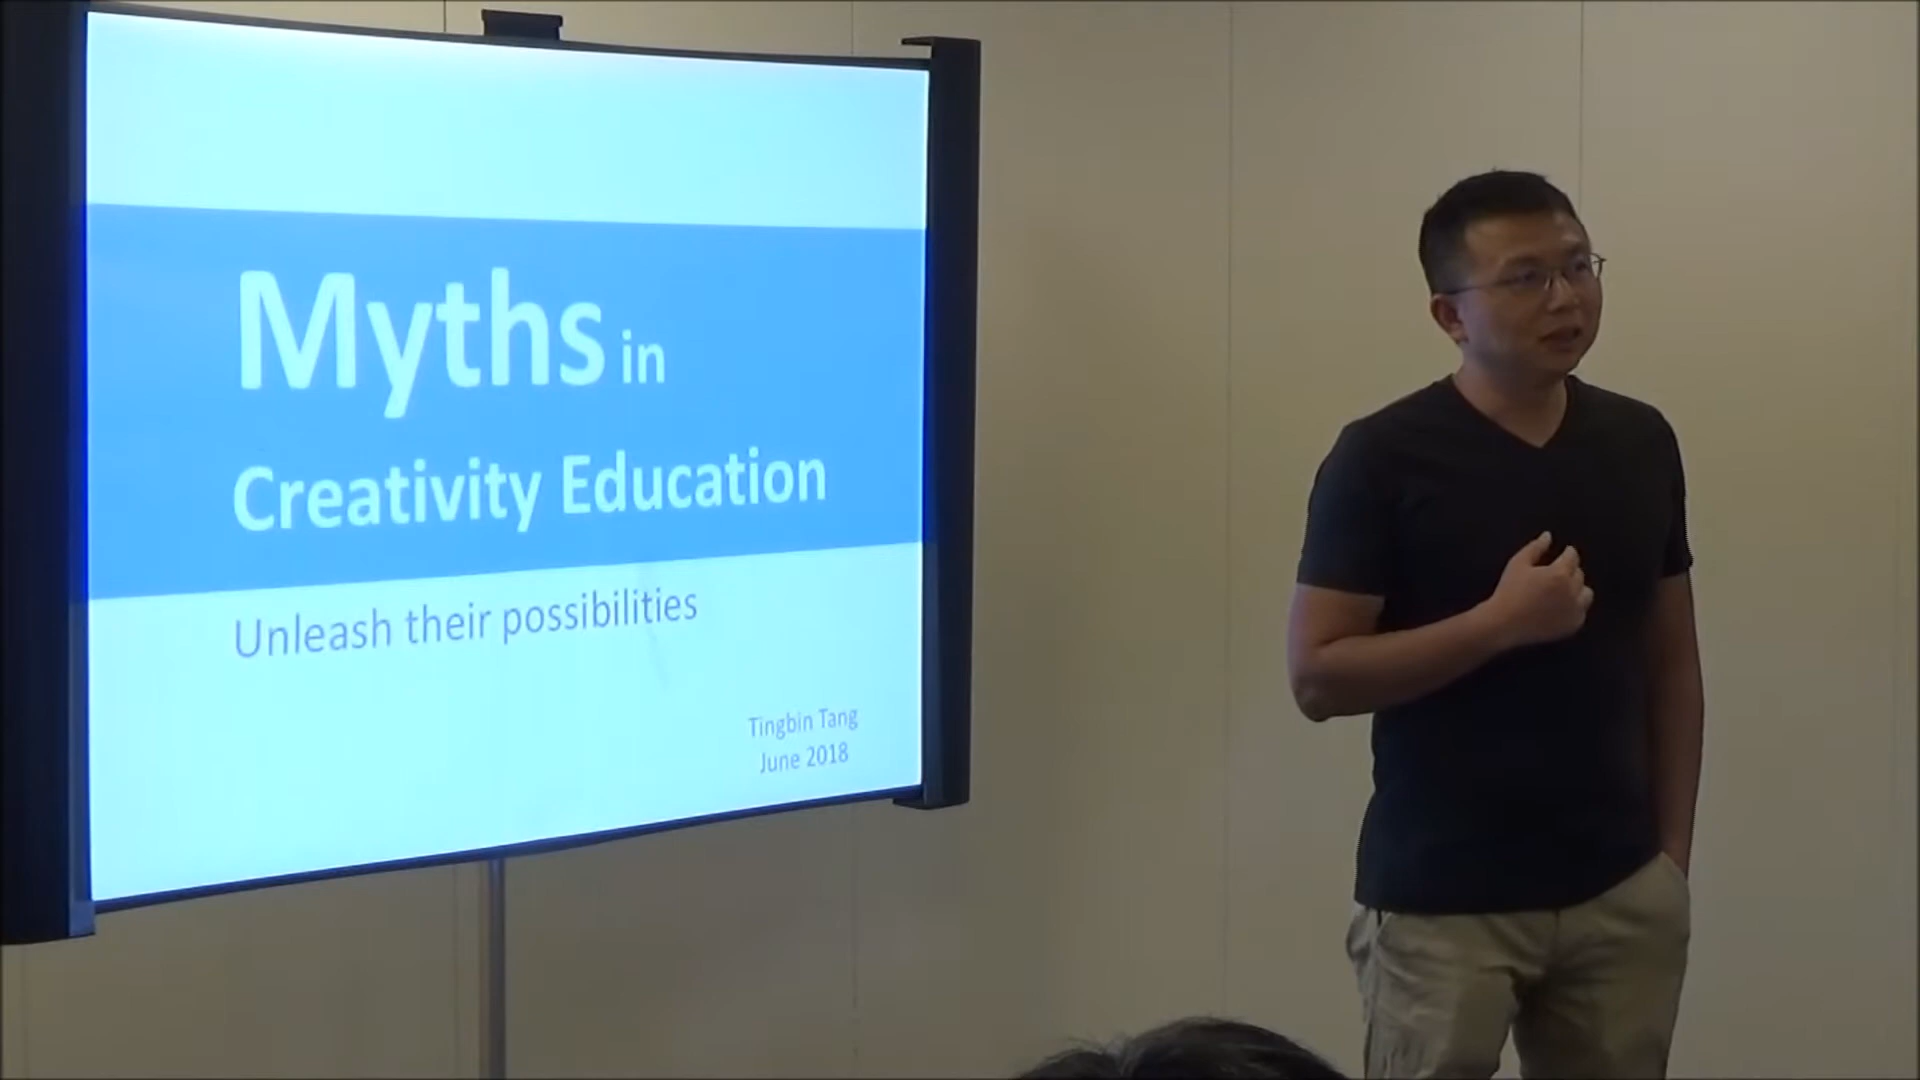 Myths in
Creativity Education
Unleash their possibilities
Tingbin Tang
June 2018